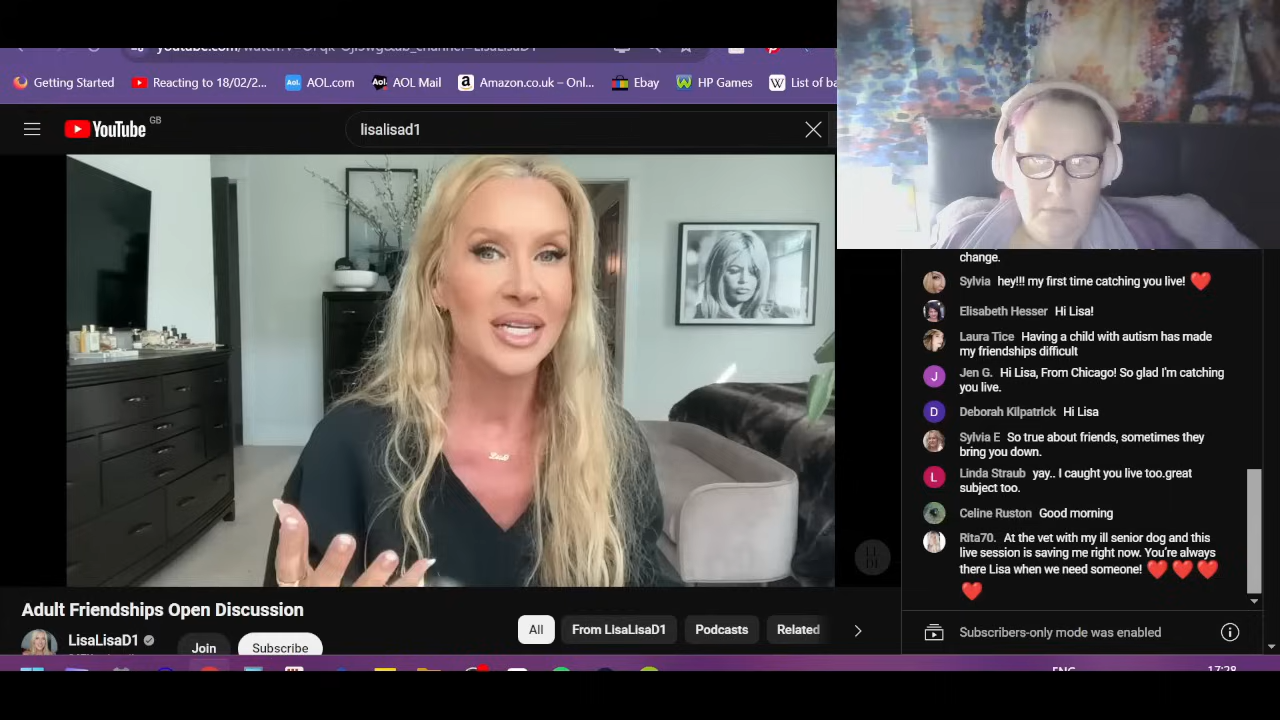 Getting Started
Reacting to 18/02/2...
AOL.com
AOL Mail
Amazon.co.uk – Onl...
Ebay
HP Games
List of ba
YouTube GB
lisalisad1
change.
Sylvia hey!!! my first time catching you live! ❤️
Elisabeth Hesser Hi Lisa!
Laura Tice Having a child with autism has made
my friendships difficult
Jen G. Hi Lisa, From Chicago! So glad I'm catching
you live.
Deborah Kilpatrick Hi Lisa
Sylvia E So true about friends, sometimes they
bring you down.
Linda Straub yay.. I caught you live too.great
subject too.
Celine Ruston Good morning
Rita70. At the vet with my ill senior dog and this
live session is saving me right now. You're always
there Lisa when we need someone! ❤️❤️❤️
❤️
Subscribers-only mode was enabled
Adult Friendships Open Discussion
LisaLisaD1
Join
Subscribe
All
From LisaLisaD1
Podcasts
Related
ENG
17:28